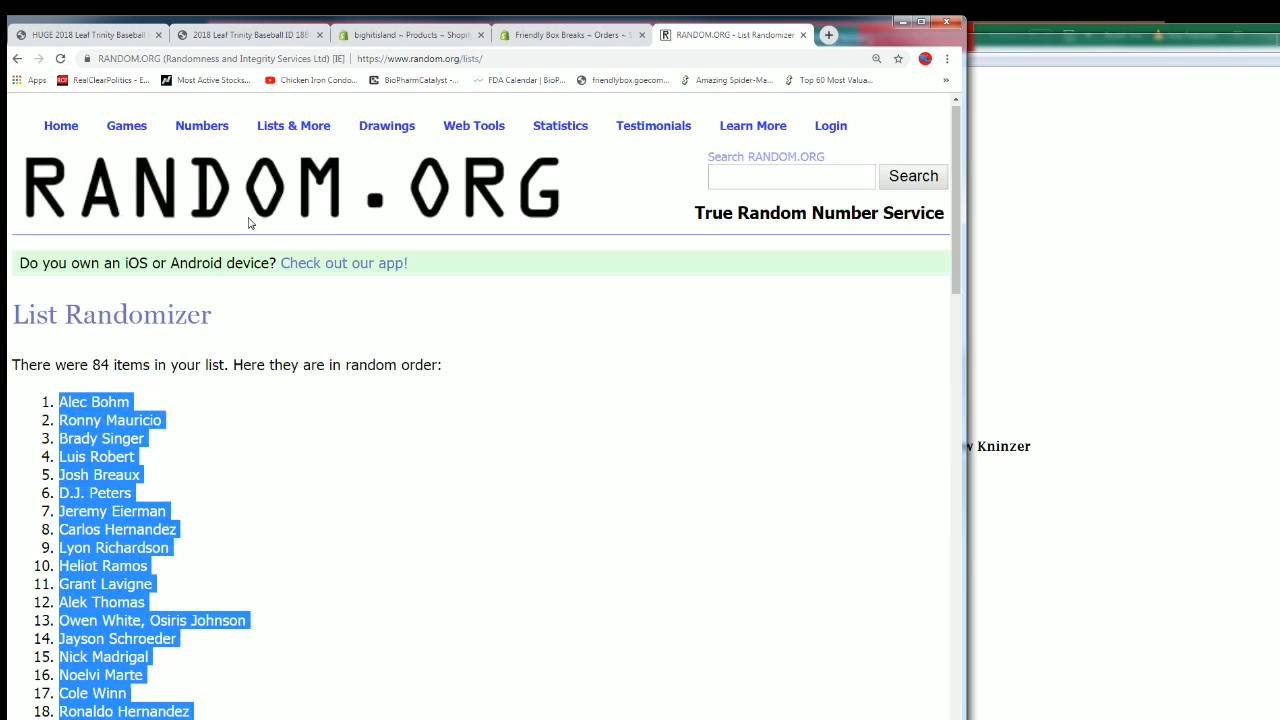 HUGE 2018 Leaf Trinity Baseball
2018 Leaf Trinity Baseball ID 18B
bighitisland ~ Products ~ Shopif
Friendly Box Breaks ~ Orders ~ S
RANDOM.ORG - List Randomizer
RANDOM.ORG (Randomness and Integrity Services Ltd) [IE] | https://www.random.org/lists/
Apps
RealClearPolitics - E...
Most Active Stocks...
Chicken Iron Condo...
BioPharmCatalyst -...
FDA Calendar | BioP...
friendlybox.goecom...
Amazing Spider-Ma...
Top 60 Most Valua...
»
Home Games Numbers Lists & More Drawings Web Tools Statistics Testimonials Learn More Login
RANDOM.ORG
Search RANDOM.ORG
Search
True Random Number Service
Do you own an iOS or Android device? Check out our app!
List Randomizer
There were 84 items in your list. Here they are in random order:
1. Alec Bohm
2. Ronny Mauricio
3. Brady Singer
4. Luis Robert
5. Josh Breaux
6. D.J. Peters
7. Jeremy Eierman
8. Carlos Hernandez
9. Lyon Richardson
10. Heliot Ramos
11. Grant Lavigne
12. Alek Thomas
13. Owen White, Osiris Johnson
14. Jayson Schroeder
15. Nick Madrigal
16. Noelvi Marte
17. Cole Winn
18. Ronaldo Hernandez
w Kninzer